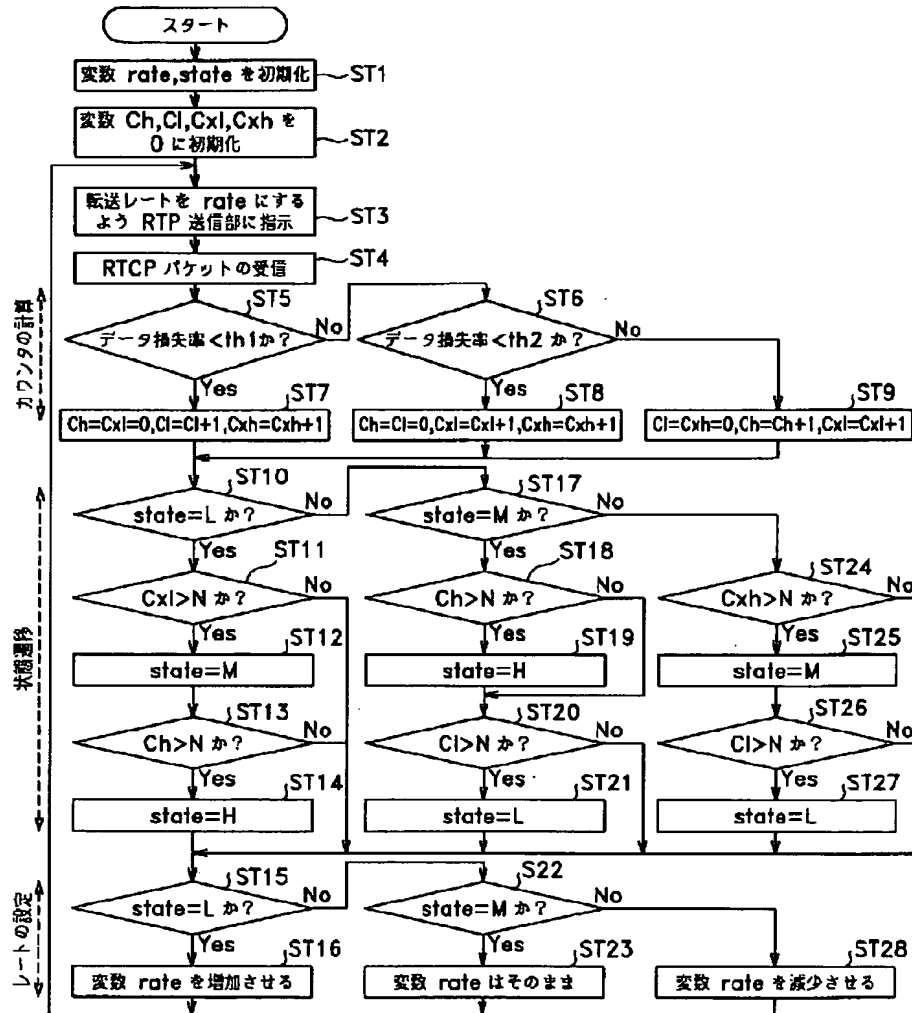 スタート
変数 rate,state を初期化
ST1
変数 Ch,Cl,Cxl,Cxh を
0 に初期化
ST2
転送レートを rate にする
よう RTP 送信部に指示
ST3
RTCP パケットの受信
ST4
カウンタの計算
ST5
データ損失率<th1か?
No
Yes
ST6
データ損失率<th2 か?
No
Yes
ST7
Ch=Cxl=0,Cl=Cl+1,Cxh=Cxh+1
ST8
Ch=Cl=0,Cxl=Cxl+1,Cxh=Cxh+1
ST9
Cl=Cxh=0,Ch=Ch+1,Cxl=Cxl+1
状態遷移
ST10
state=L か?
No
Yes
ST17
state=M か?
No
Yes
ST11
Cxl>N か?
No
Yes
ST18
Ch>N か?
No
Yes
ST24
Cxh>N か?
No
Yes
ST12
state=M
ST19
state=H
ST25
state=M
ST13
Ch>N か?
No
Yes
ST20
Cl>N か?
No
Yes
ST26
Cl>N か?
No
Yes
ST14
state=H
ST21
state=L
ST27
state=L
レートの設定
ST15
state=L か?
No
Yes
S22
state=M か?
No
Yes
ST16
変数 rate を増加させる
ST23
変数 rate はそのまま
ST28
変数 rate を減少させる